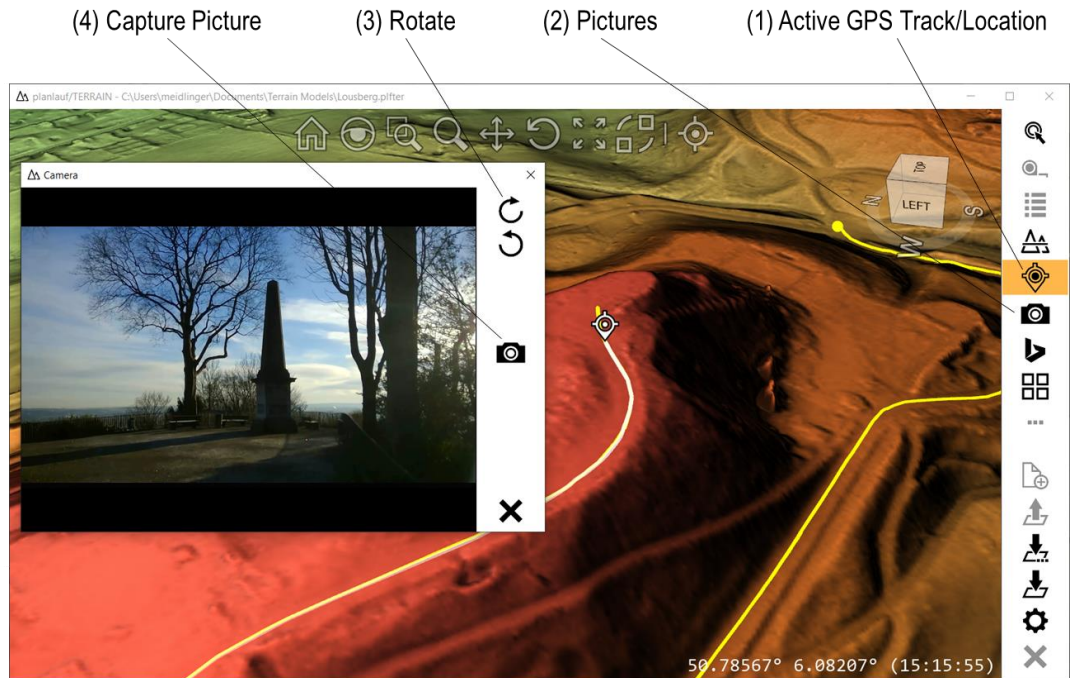 (4) Capture Picture (3) Rotate (2) Pictures (1) Active GPS Track/Location
planlauf/TERRAIN - C:\Users\meidlinger\Documents\Terrain Models\Lousberg.plfter
Camera
LEFT
N
S
W
50.78567° 6.08207° (15:15:55)